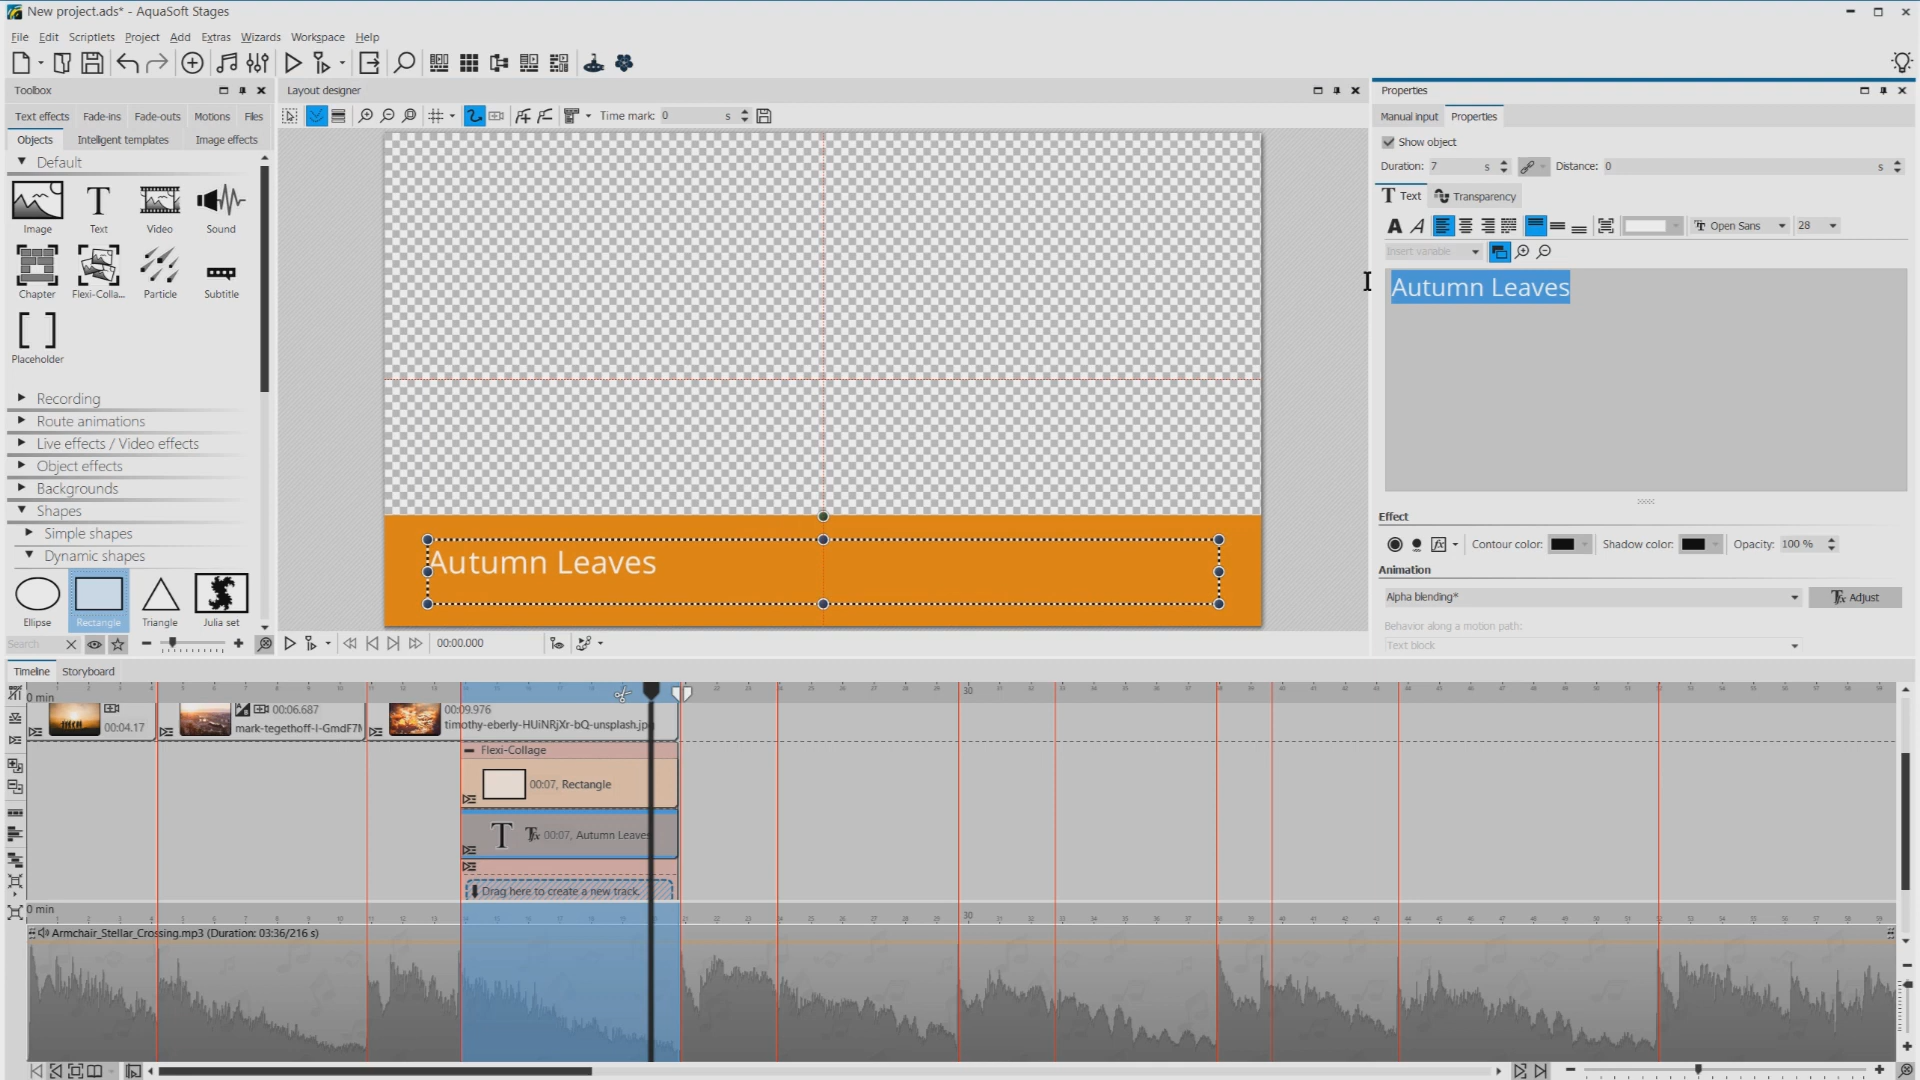 New project.ads* - AquaSoft Stages
File Edit Scriptlets Project Add Extras Wizards Workspace Help
Toolbox
Text effects Fade-ins Fade-outs Motions Files
Objects Intelligent templates Image effects
Default
Image Text Video Sound
Chapter Flexi-Colla... Particle Subtitle
Placeholder
Recording
Route animations
Live effects / Video effects
Object effects
Backgrounds
Shapes
Simple shapes
Dynamic shapes
Ellipse Rectangle Triangle Julia set
Search
Layout designer
Time mark: 0 s
Autumn Leaves
00:00.000
Properties
Manual input Properties
Show object
Duration: 7 s Distance: 0 s
Text Transparency
Open Sans 28
Insert variable
Autumn Leaves
Effect
Contour color: Shadow color: Opacity: 100 %
Animation
Alpha blending* Adjust
Behavior along a motion path:
Text block
Timeline Storyboard
0 min 30
00:04.17
00:06.687
mark-tegethoff-I-GmdF7
00:09.976
timothy-eberly-HUiNRjXr-bQ-unsplash.jp
Flexi-Collage
00:07, Rectangle
00:07, Autumn Leaves
Drag here to create a new track.
0 min 30
Armchair_Stellar_Crossing.mp3 (Duration: 03:36/216 s)